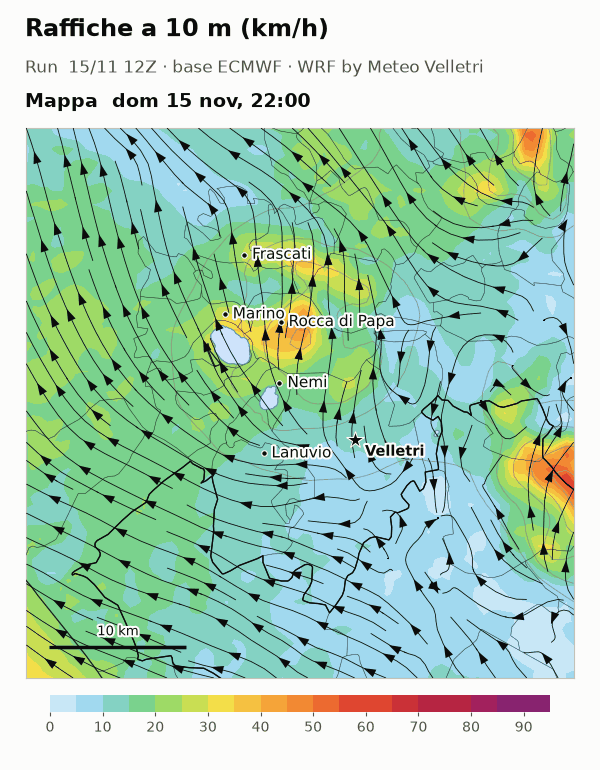 Raffiche a 10 m (km/h)
Run 15/11 12Z · base ECMWF · WRF by Meteo Velletri
Mappa dom 15 nov, 22:00
Frascati
Marino
Rocca di Papa
Nemi
Velletri
Lanuvio
10 km
0 10 20 30 40 50 60 70 80 90